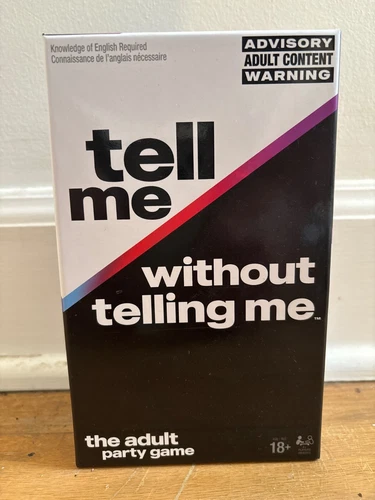 Knowledge of English Required
Connaissance de l'anglais nécessaire
ADVISORY
ADULT CONTENT
WARNING
tell
me
without
telling me™
the adult
party game
18+